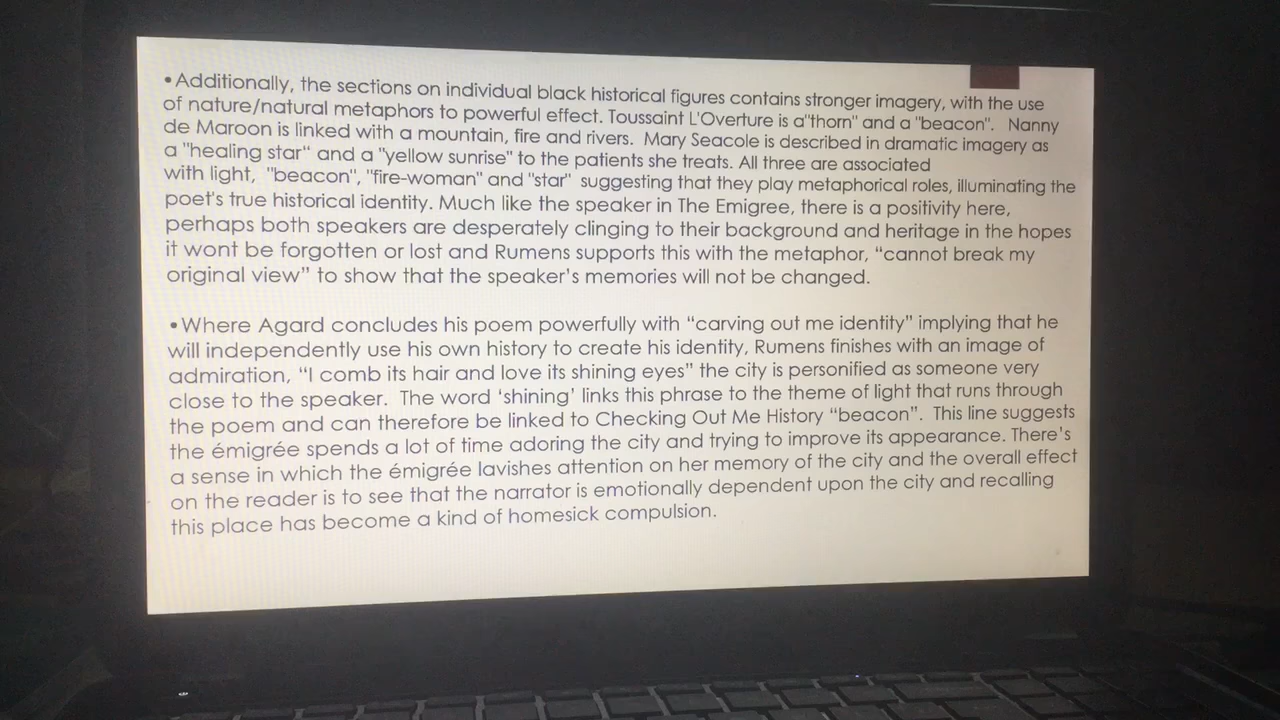 •Additionally, the sections on individual black historical figures contains stronger imagery, with the use
of nature/natural metaphors to powerful effect. Toussaint L'Overture is a"thorn" and a "beacon". Nanny
de Maroon is linked with a mountain, fire and rivers. Mary Seacole is described in dramatic imagery as
a "healing star" and a "yellow sunrise" to the patients she treats. All three are associated
with light, "beacon", "fire-woman" and "star" suggesting that they play metaphorical roles, illuminating the
poet's true historical identity. Much like the speaker in The Emigree, there is a positivity here,
perhaps both speakers are desperately clinging to their background and heritage in the hopes
it wont be forgotten or lost and Rumens supports this with the metaphor, “cannot break my
original view” to show that the speaker’s memories will not be changed.
•Where Agard concludes his poem powerfully with “carving out me identity” implying that he
will independently use his own history to create his identity, Rumens finishes with an image of
admiration, “I comb its hair and love its shining eyes” the city is personified as someone very
close to the speaker. The word ‘shining’ links this phrase to the theme of light that runs through
the poem and can therefore be linked to Checking Out Me History “beacon”. This line suggests
the émigrée spends a lot of time adoring the city and trying to improve its appearance. There’s
a sense in which the émigrée lavishes attention on her memory of the city and the overall effect
on the reader is to see that the narrator is emotionally dependent upon the city and recalling
this place has become a kind of homesick compulsion.